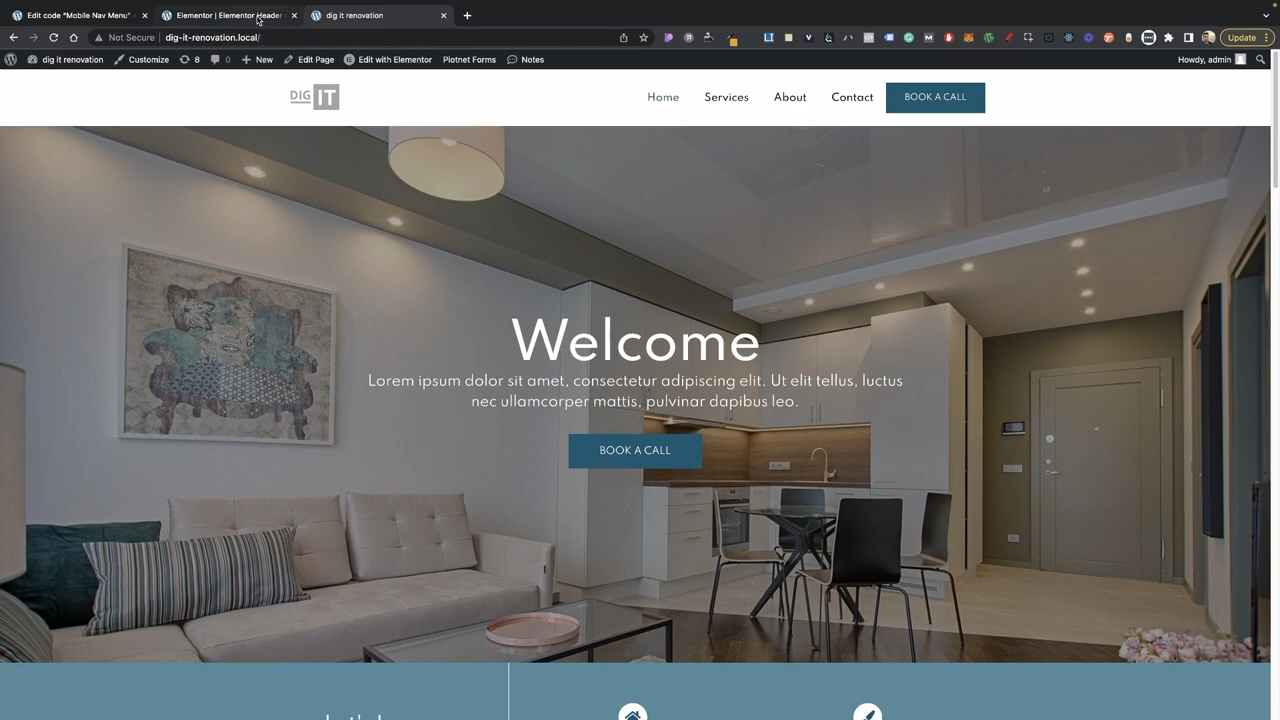 Edit code "Mobile Nav Menu"
Elementor | Elementor Header
dig it renovation
Not Secure | dig-it-renovation.local/
Update
dig it renovation
Customize
8
0
New
Edit Page
Edit with Elementor
Piotnet Forms
Notes
Howdy, admin
DIG IT
Home
Services
About
Contact
BOOK A CALL
Welcome
Lorem ipsum dolor sit amet, consectetur adipiscing elit. Ut elit tellus, luctus
nec ullamcorper mattis, pulvinar dapibus leo.
BOOK A CALL